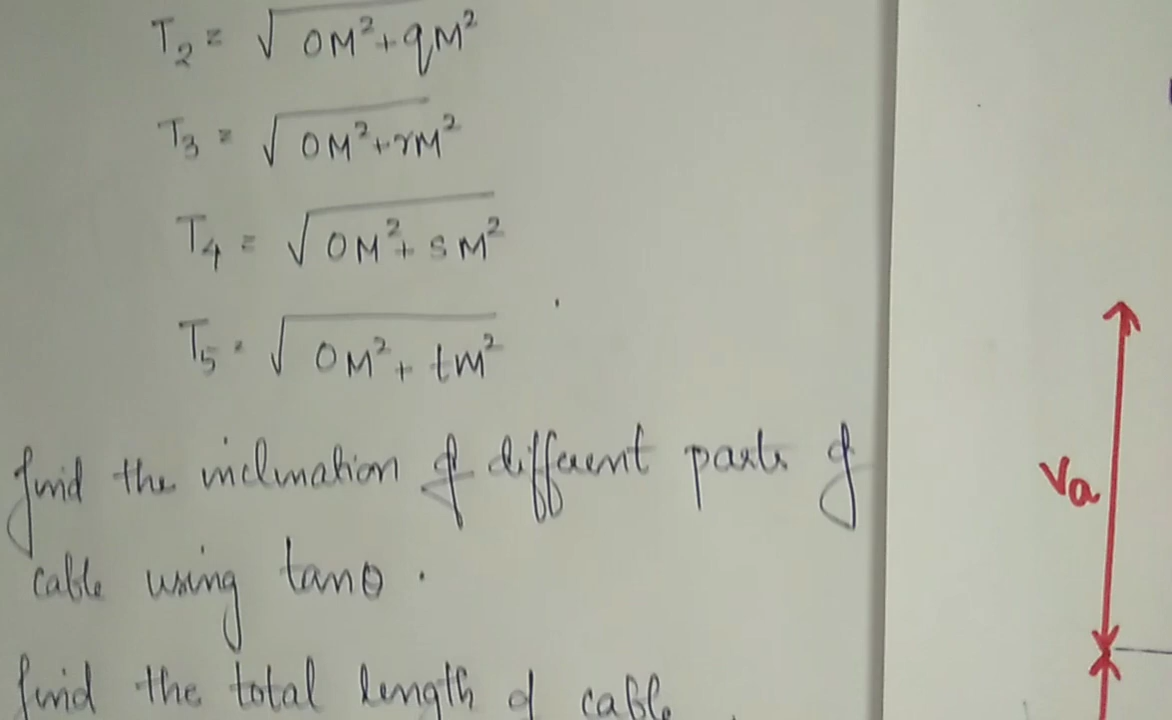 T₂ = √OM²+qM²
T₃ = √OM²+rM²
T₄ = √OM²+SM²
T₅ = √OM²+tM²
find the inclination of different parts of
Va
cable using tanθ.
find the total length of cable